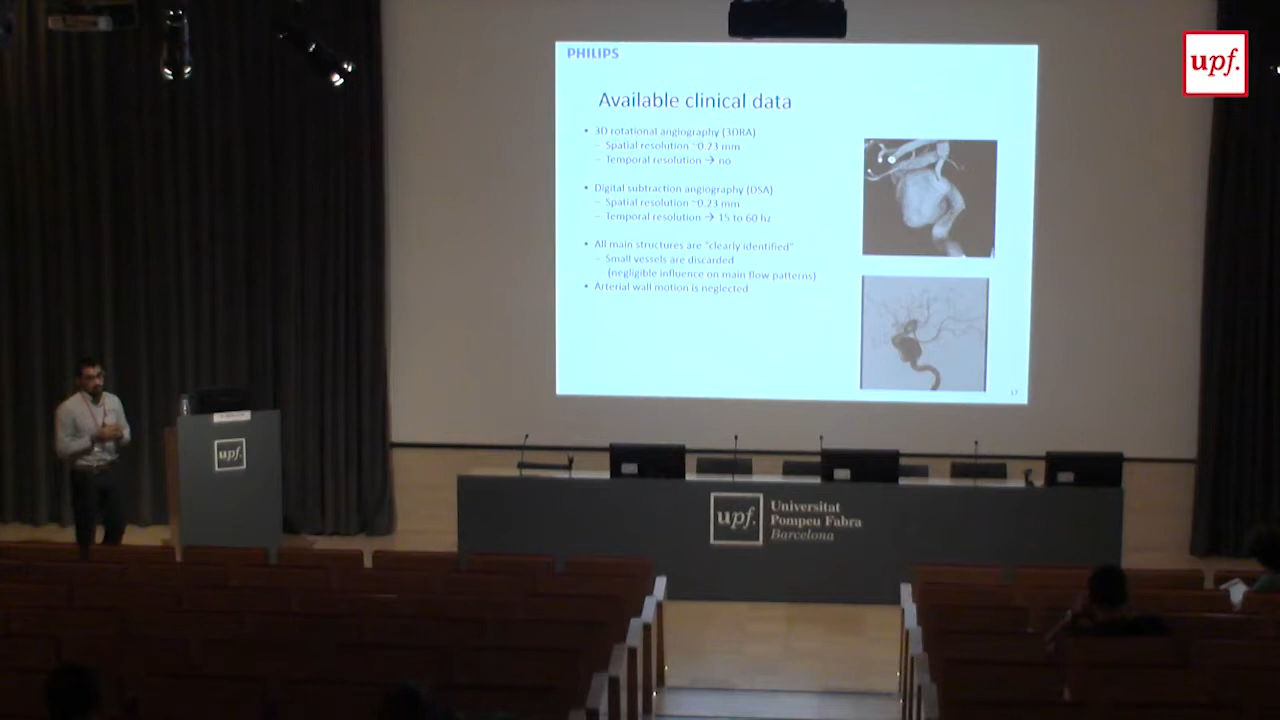 PHILIPS
Available clinical data
• 3D rotational angiography (3DRA)
– Spatial resolution ~0.23 mm
– Temporal resolution → no
• Digital subtraction angiography (DSA)
– Spatial resolution ~0.23 mm
– Temporal resolution → 15 to 60 hz
• All main structures are "clearly identified"
– Small vessels are discarded
(negligible influence on main flow patterns)
• Arterial wall motion is neglected
17
upf.
upf.
upf.
Universitat
Pompeu Fabra
Barcelona